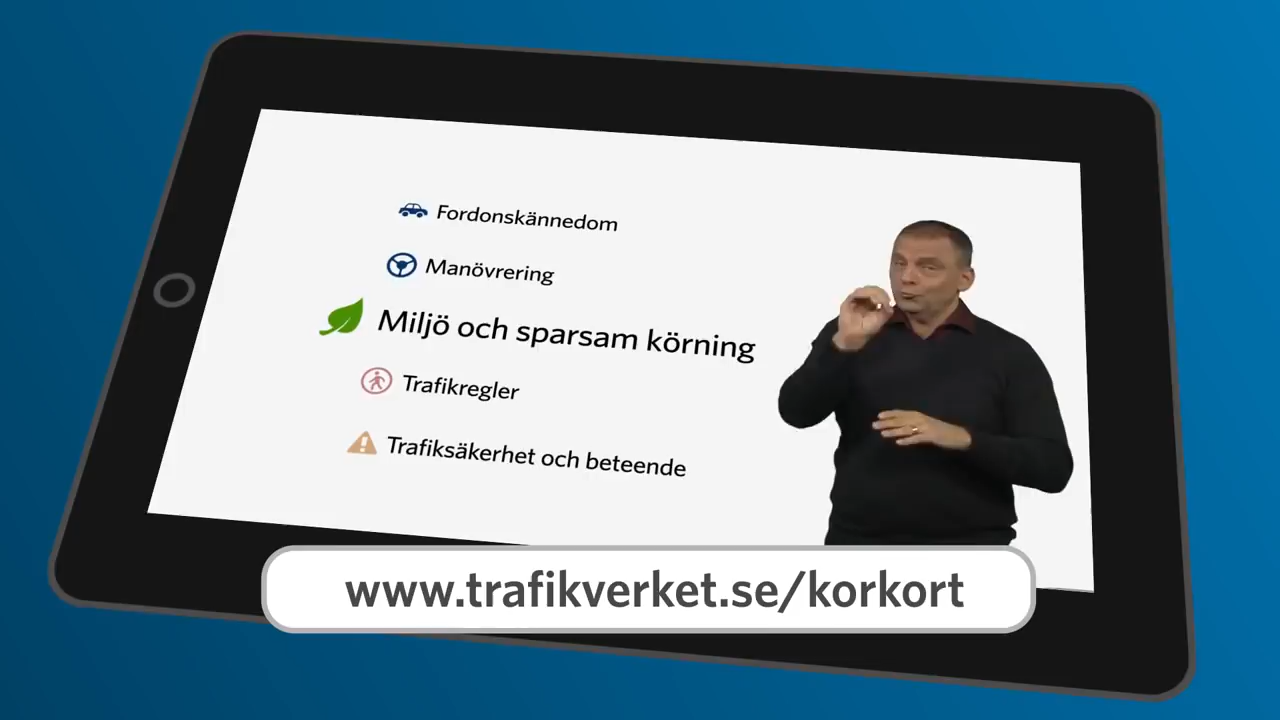 Fordonskännedom
Manövrering
Miljö och sparsam körning
Trafikregler
Trafiksäkerhet och beteende
www.trafikverket.se/korkort